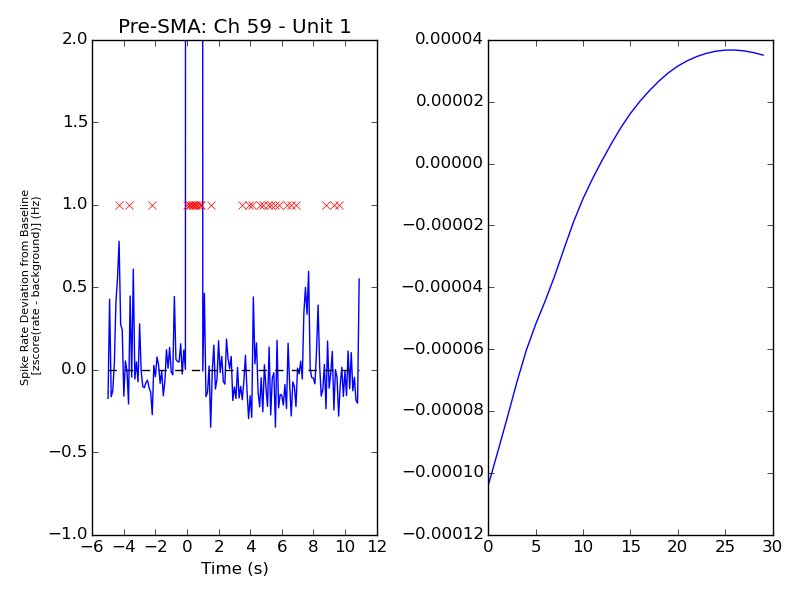 Pre-SMA: Ch 59 - Unit 1
Spike Rate Deviation from Baseline
[zscore(rate - background)] (Hz)
2.0
1.5
1.0
0.5
0.0
−0.5
−1.0
−6 −4 −2 0 2 4 6 8 10 12
Time (s)
0.00004
0.00002
0.00000
−0.00002
−0.00004
−0.00006
−0.00008
−0.00010
−0.00012
0 5 10 15 20 25 30